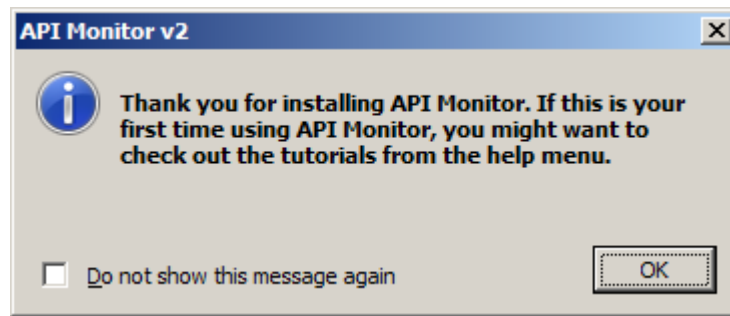 API Monitor v2
Thank you for installing API Monitor. If this is your
first time using API Monitor, you might want to
check out the tutorials from the help menu.
Do not show this message again
OK